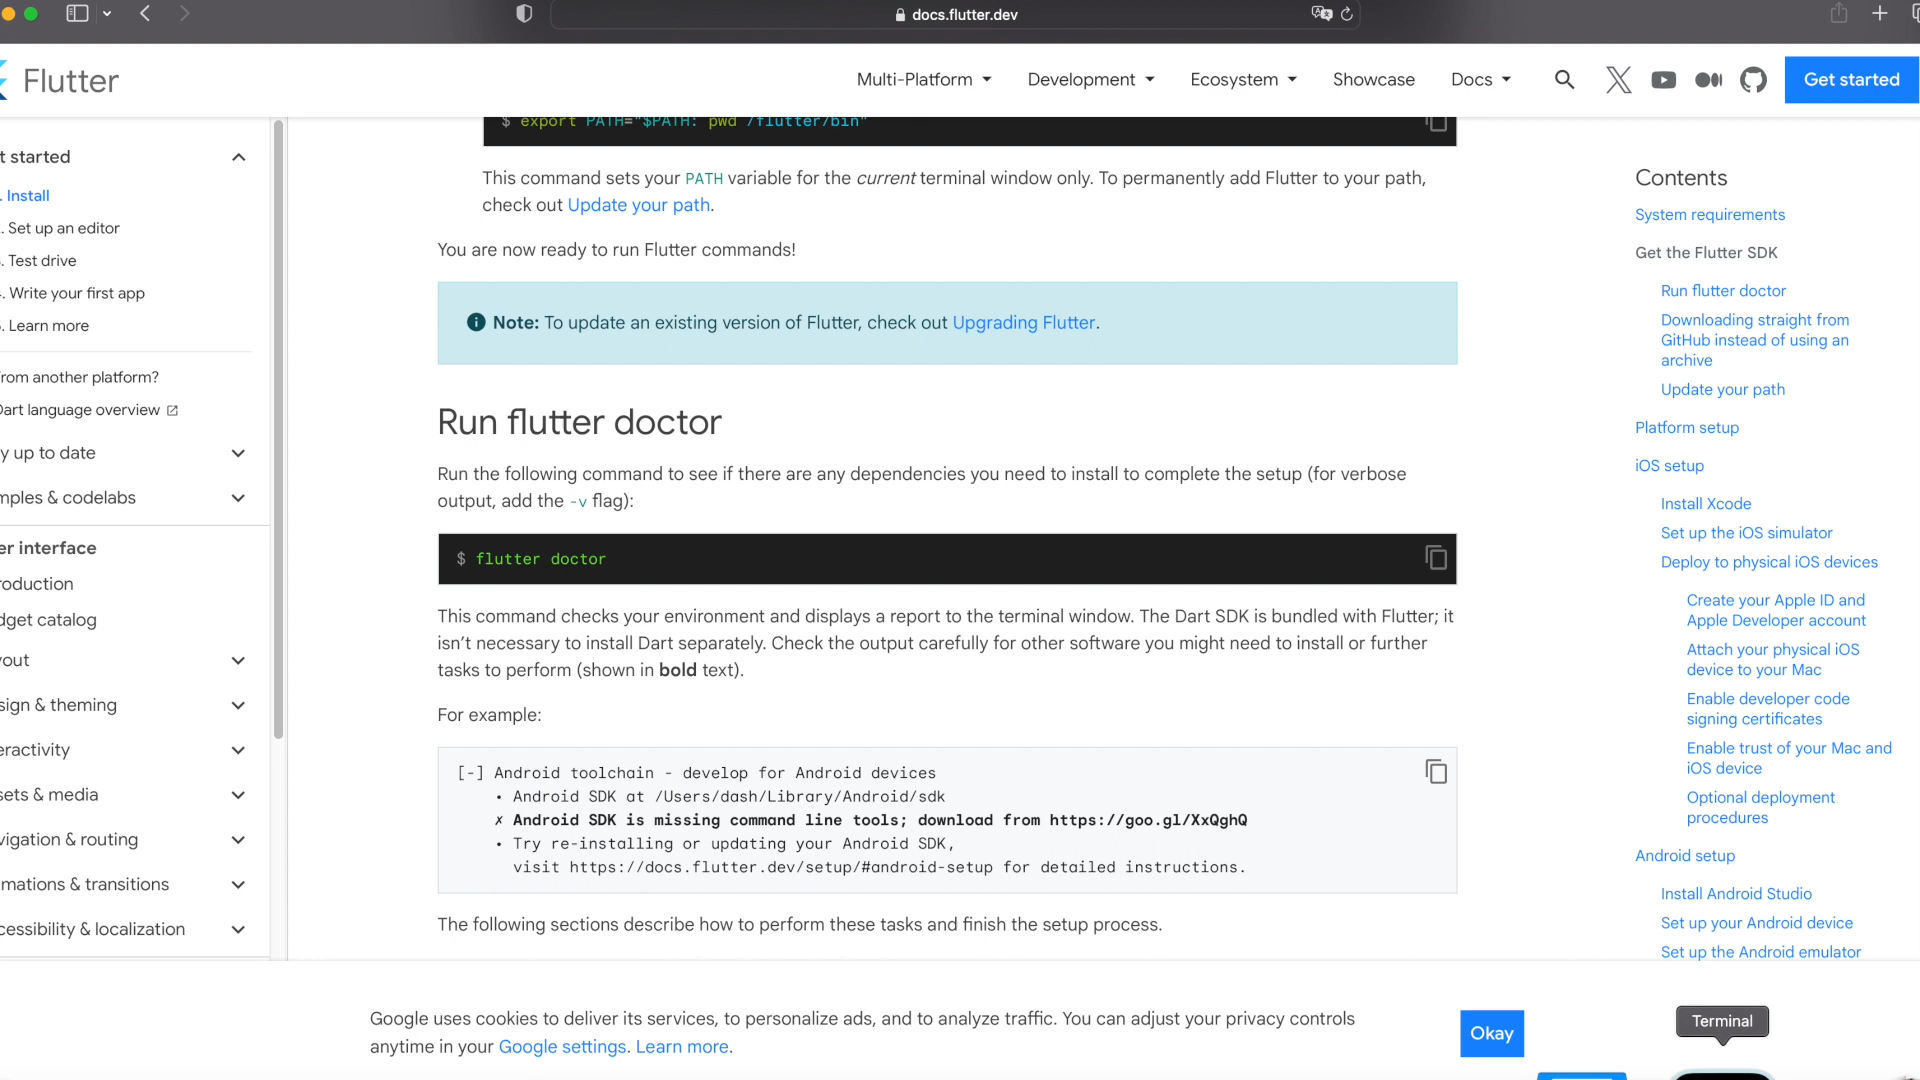 docs.flutter.dev
Flutter
Multi-Platform
Development
Ecosystem
Showcase
Docs
Get started
t started
. Install
. Set up an editor
. Test drive
. Write your first app
. Learn more
rom another platform?
Dart language overview
y up to date
mples & codelabs
er interface
roduction
dget catalog
yout
sign & theming
eractivity
sets & media
vigation & routing
mations & transitions
cessibility & localization
$ export PATH="$PATH:`pwd`/flutter/bin"
This command sets your PATH variable for the current terminal window only. To permanently add Flutter to your path,
check out Update your path.
You are now ready to run Flutter commands!
Note: To update an existing version of Flutter, check out Upgrading Flutter.
Run flutter doctor
Run the following command to see if there are any dependencies you need to install to complete the setup (for verbose
output, add the -v flag):
$ flutter doctor
This command checks your environment and displays a report to the terminal window. The Dart SDK is bundled with Flutter; it
isn’t necessary to install Dart separately. Check the output carefully for other software you might need to install or further
tasks to perform (shown in bold text).
For example:
[-] Android toolchain - develop for Android devices
• Android SDK at /Users/dash/Library/Android/sdk
✗ Android SDK is missing command line tools; download from https://goo.gl/XxQghQ
• Try re-installing or updating your Android SDK,
visit https://docs.flutter.dev/setup/#android-setup for detailed instructions.
The following sections describe how to perform these tasks and finish the setup process.
Contents
System requirements
Get the Flutter SDK
Run flutter doctor
Downloading straight from
GitHub instead of using an
archive
Update your path
Platform setup
iOS setup
Install Xcode
Set up the iOS simulator
Deploy to physical iOS devices
Create your Apple ID and
Apple Developer account
Attach your physical iOS
device to your Mac
Enable developer code
signing certificates
Enable trust of your Mac and
iOS device
Optional deployment
procedures
Android setup
Install Android Studio
Set up your Android device
Set up the Android emulator
Google uses cookies to deliver its services, to personalize ads, and to analyze traffic. You can adjust your privacy controls
anytime in your Google settings. Learn more.
Okay
Terminal